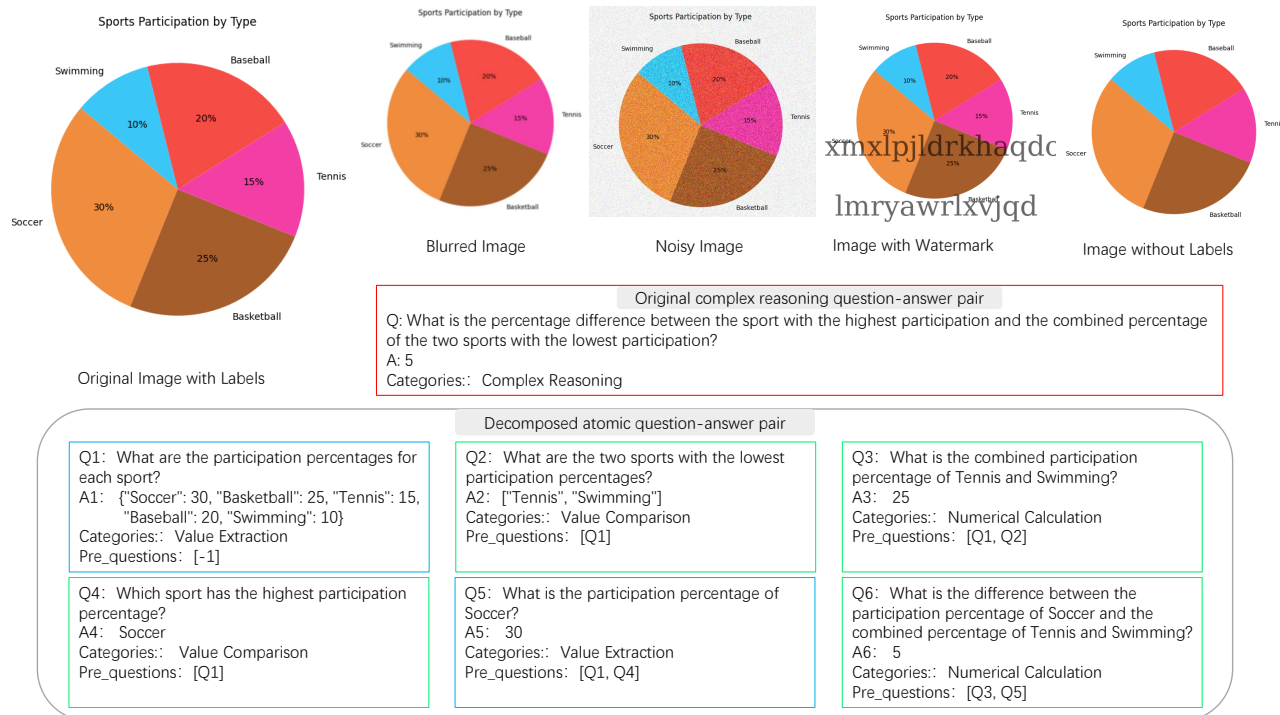 Sports Participation by Type
Swimming
Baseball
10%
20%
15%
Tennis
30%
Soccer
25%
Basketball
Original Image with Labels
Sports Participation by Type
Swimming
Baseball
10%
20%
15%
Tennis
30%
Soccer
25%
Basketball
Blurred Image
Sports Participation by Type
Swimming
Baseball
10%
20%
15%
Tennis
30%
Soccer
25%
Basketball
Noisy Image
Sports Participation by Type
Swimming
Baseball
10%
20%
15%
Tennis
30%
Soccer
xmxlpjldrkhaqdc
25%
Basketball
lmryawrlxvjqd
Image with Watermark
Sports Participation by Type
Swimming
Baseball
Tenni
Soccer
Basketball
Image without Labels
Original complex reasoning question-answer pair
Q: What is the percentage difference between the sport with the highest participation and the combined percentage
of the two sports with the lowest participation?
A: 5
Categories:: Complex Reasoning
Decomposed atomic question-answer pair
Q1: What are the participation percentages for
each sport?
A1: {"Soccer": 30, "Basketball": 25, "Tennis": 15,
"Baseball": 20, "Swimming": 10}
Categories:: Value Extraction
Pre_questions: [-1]
Q2: What are the two sports with the lowest
participation percentages?
A2: ["Tennis", "Swimming"]
Categories:: Value Comparison
Pre_questions: [Q1]
Q3: What is the combined participation
percentage of Tennis and Swimming?
A3: 25
Categories:: Numerical Calculation
Pre_questions: [Q1, Q2]
Q4: Which sport has the highest participation
percentage?
A4: Soccer
Categories:: Value Comparison
Pre_questions: [Q1]
Q5: What is the participation percentage of
Soccer?
A5: 30
Categories:: Value Extraction
Pre_questions: [Q1, Q4]
Q6: What is the difference between the
participation percentage of Soccer and the
combined percentage of Tennis and Swimming?
A6: 5
Categories:: Numerical Calculation
Pre_questions: [Q3, Q5]